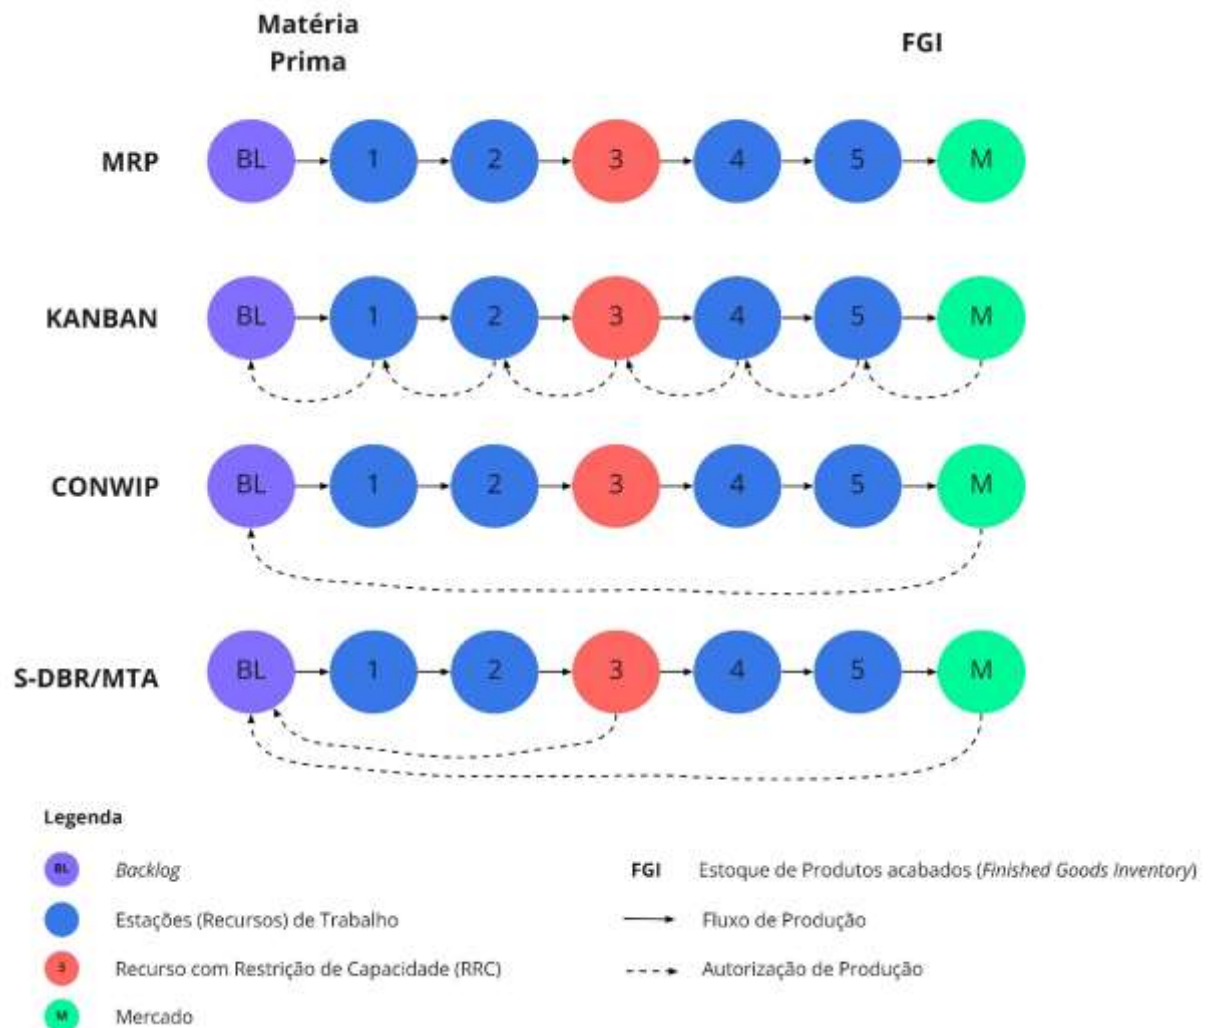 Matéria
Prima
FGI
MRP BL 1 2 3 4 5 M
KANBAN BL 1 2 3 4 5 M
CONWIP BL 1 2 3 4 5 M
S-DBR/MTA BL 1 2 3 4 5 M
Legenda
BL Backlog
FGI Estoque de Produtos acabados (Finished Goods Inventory)
Estações (Recursos) de Trabalho
Fluxo de Produção
3 Recurso com Restrição de Capacidade (RRC)
Autorização de Produção
M Mercado